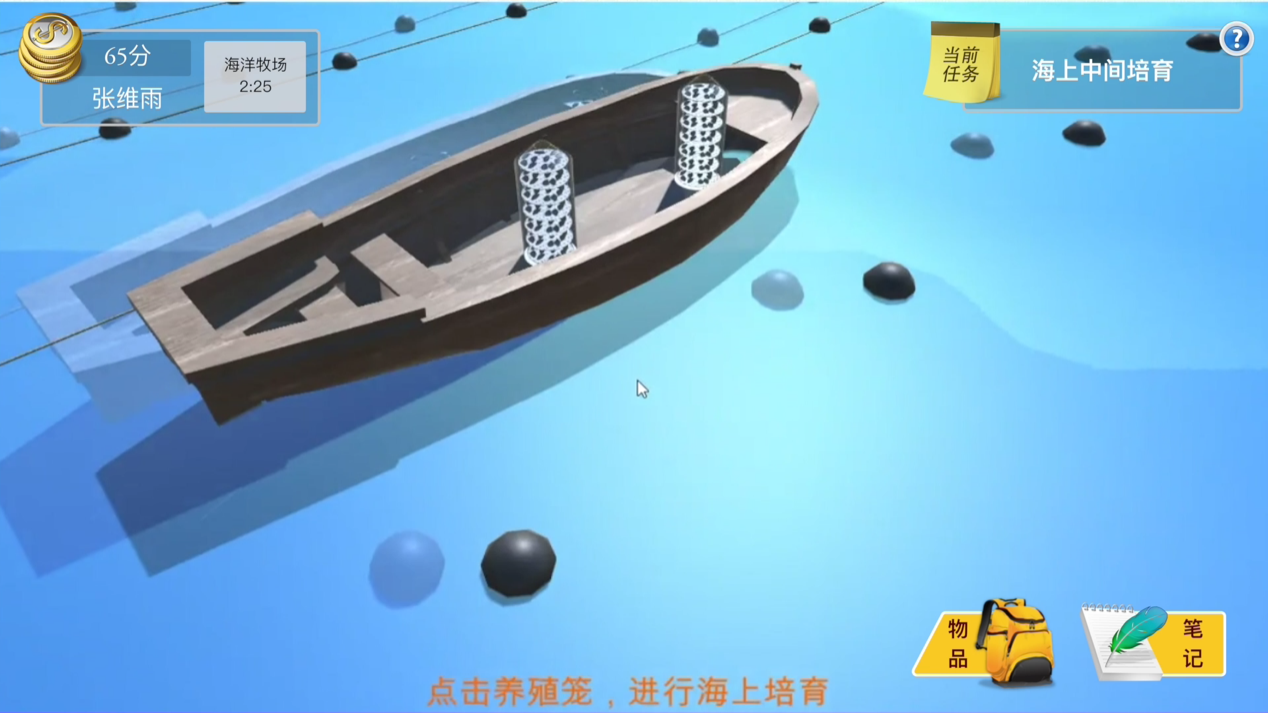 65分
张维雨
海洋牧场
2:25
当前
任务
海上中间培育
?
物
品
笔
记
点击养殖笼，进行海上培育